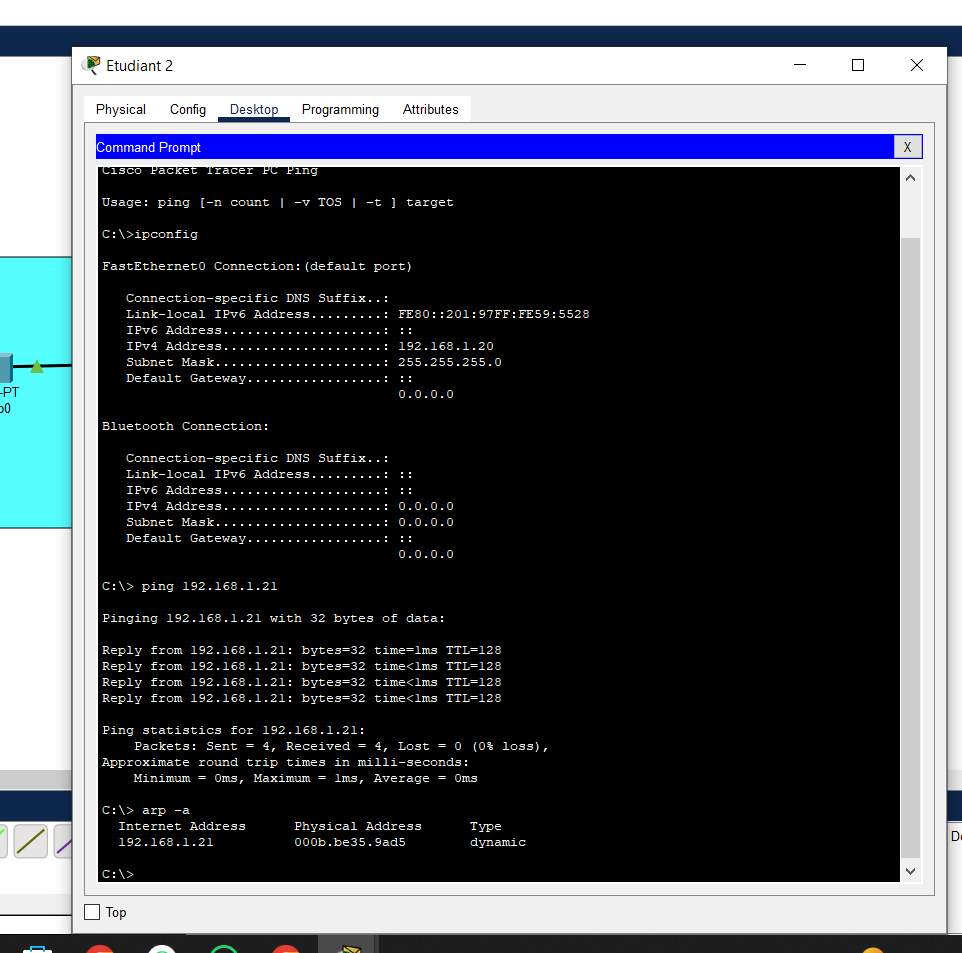 Etudiant 2
Physical Config Desktop Programming Attributes
Command Prompt X
Cisco Packet Tracer PC Ping
Usage: ping [-n count | -v TOS | -t ] target
C:\>ipconfig
FastEthernet0 Connection:(default port)
Connection-specific DNS Suffix..:
Link-local IPv6 Address.........: FE80::201:97FF:FE59:5528
IPv6 Address....................: ::
IPv4 Address....................: 192.168.1.20
Subnet Mask.....................: 255.255.255.0
Default Gateway.................: ::
0.0.0.0
Bluetooth Connection:
Connection-specific DNS Suffix..:
Link-local IPv6 Address.........: ::
IPv6 Address....................: ::
IPv4 Address....................: 0.0.0.0
Subnet Mask.....................: 0.0.0.0
Default Gateway.................: ::
0.0.0.0
C:\> ping 192.168.1.21
Pinging 192.168.1.21 with 32 bytes of data:
Reply from 192.168.1.21: bytes=32 time=1ms TTL=128
Reply from 192.168.1.21: bytes=32 time<1ms TTL=128
Reply from 192.168.1.21: bytes=32 time<1ms TTL=128
Reply from 192.168.1.21: bytes=32 time<1ms TTL=128
Ping statistics for 192.168.1.21:
Packets: Sent = 4, Received = 4, Lost = 0 (0% loss),
Approximate round trip times in milli-seconds:
Minimum = 0ms, Maximum = 1ms, Average = 0ms
C:\> arp -a
Internet Address Physical Address Type
192.168.1.21 000b.be35.9ad5 dynamic
C:\>
Top
-PT